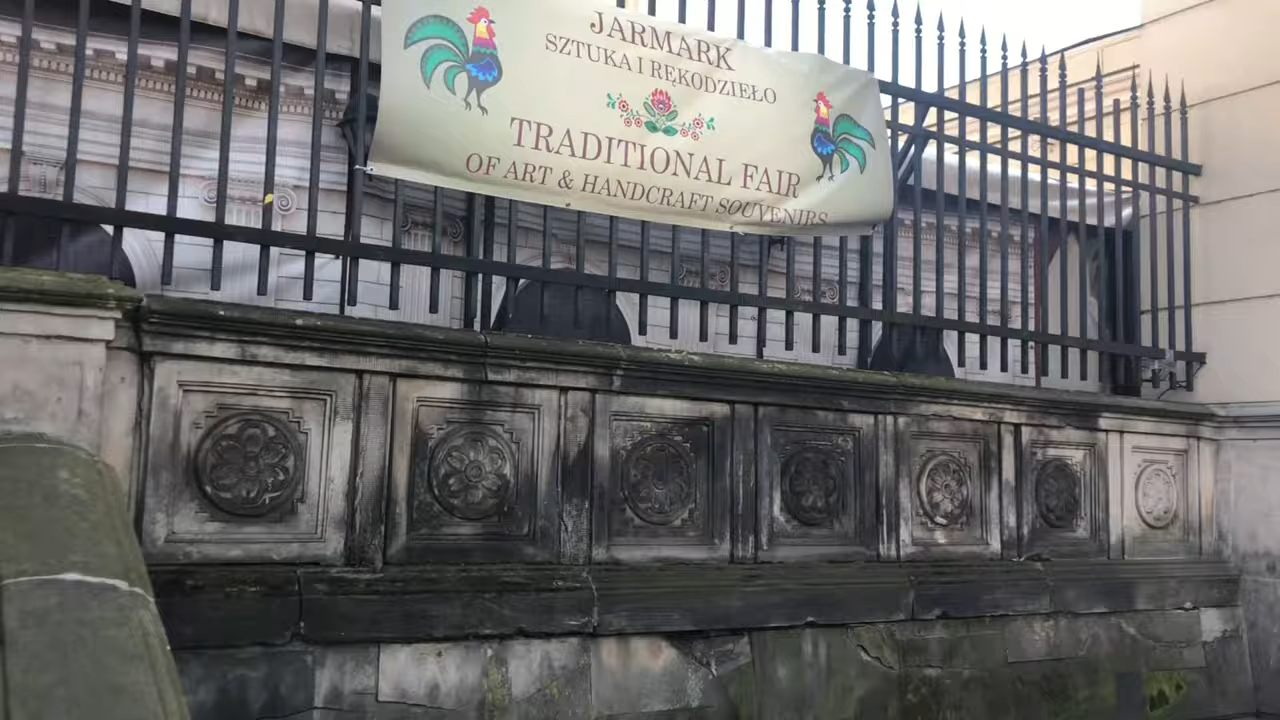 JARMARK
SZTUKA I RĘKODZIEŁO
TRADITIONAL FAIR
OF ART & HANDCRAFT SOUVENIRS